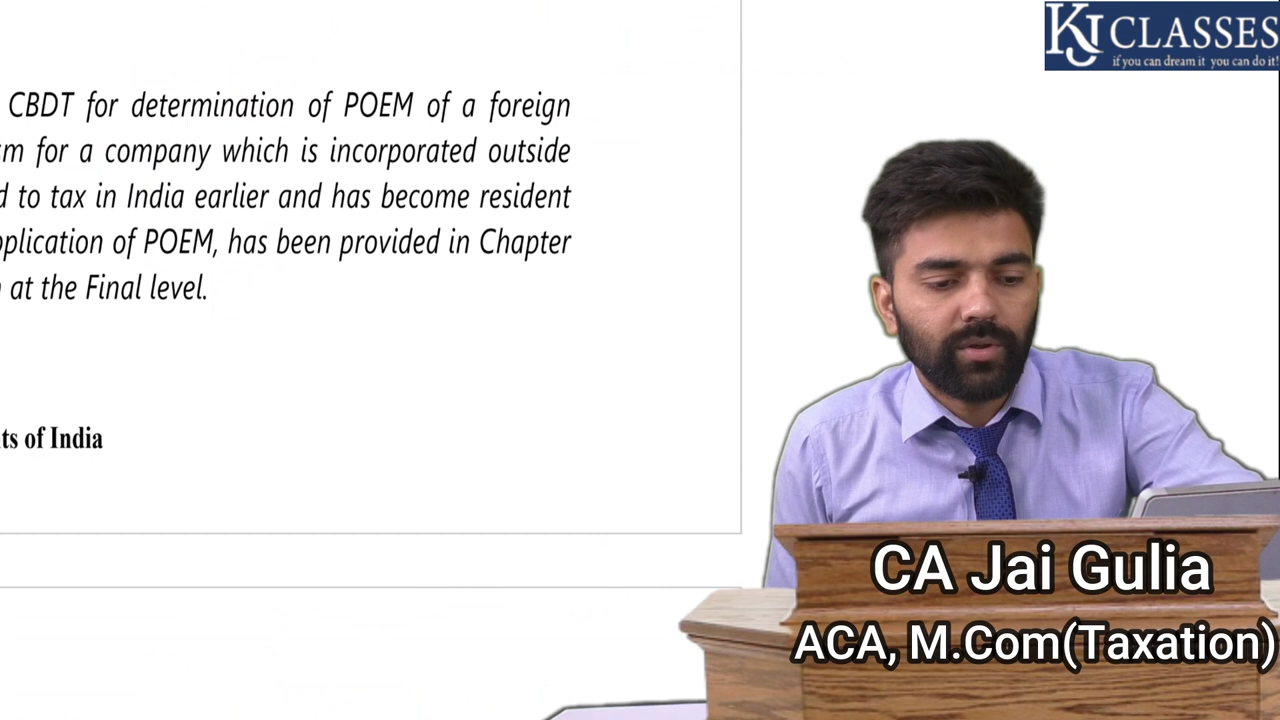 KJ CLASSES
if you can dream it you can do it!
CBDT for determination of POEM of a foreign
for a company which is incorporated outside
to tax in India earlier and has become resident
of POEM, has been provided in Chapter
at the Final level.
of India
CA Jai Gulia
ACA, M.Com(Taxation)